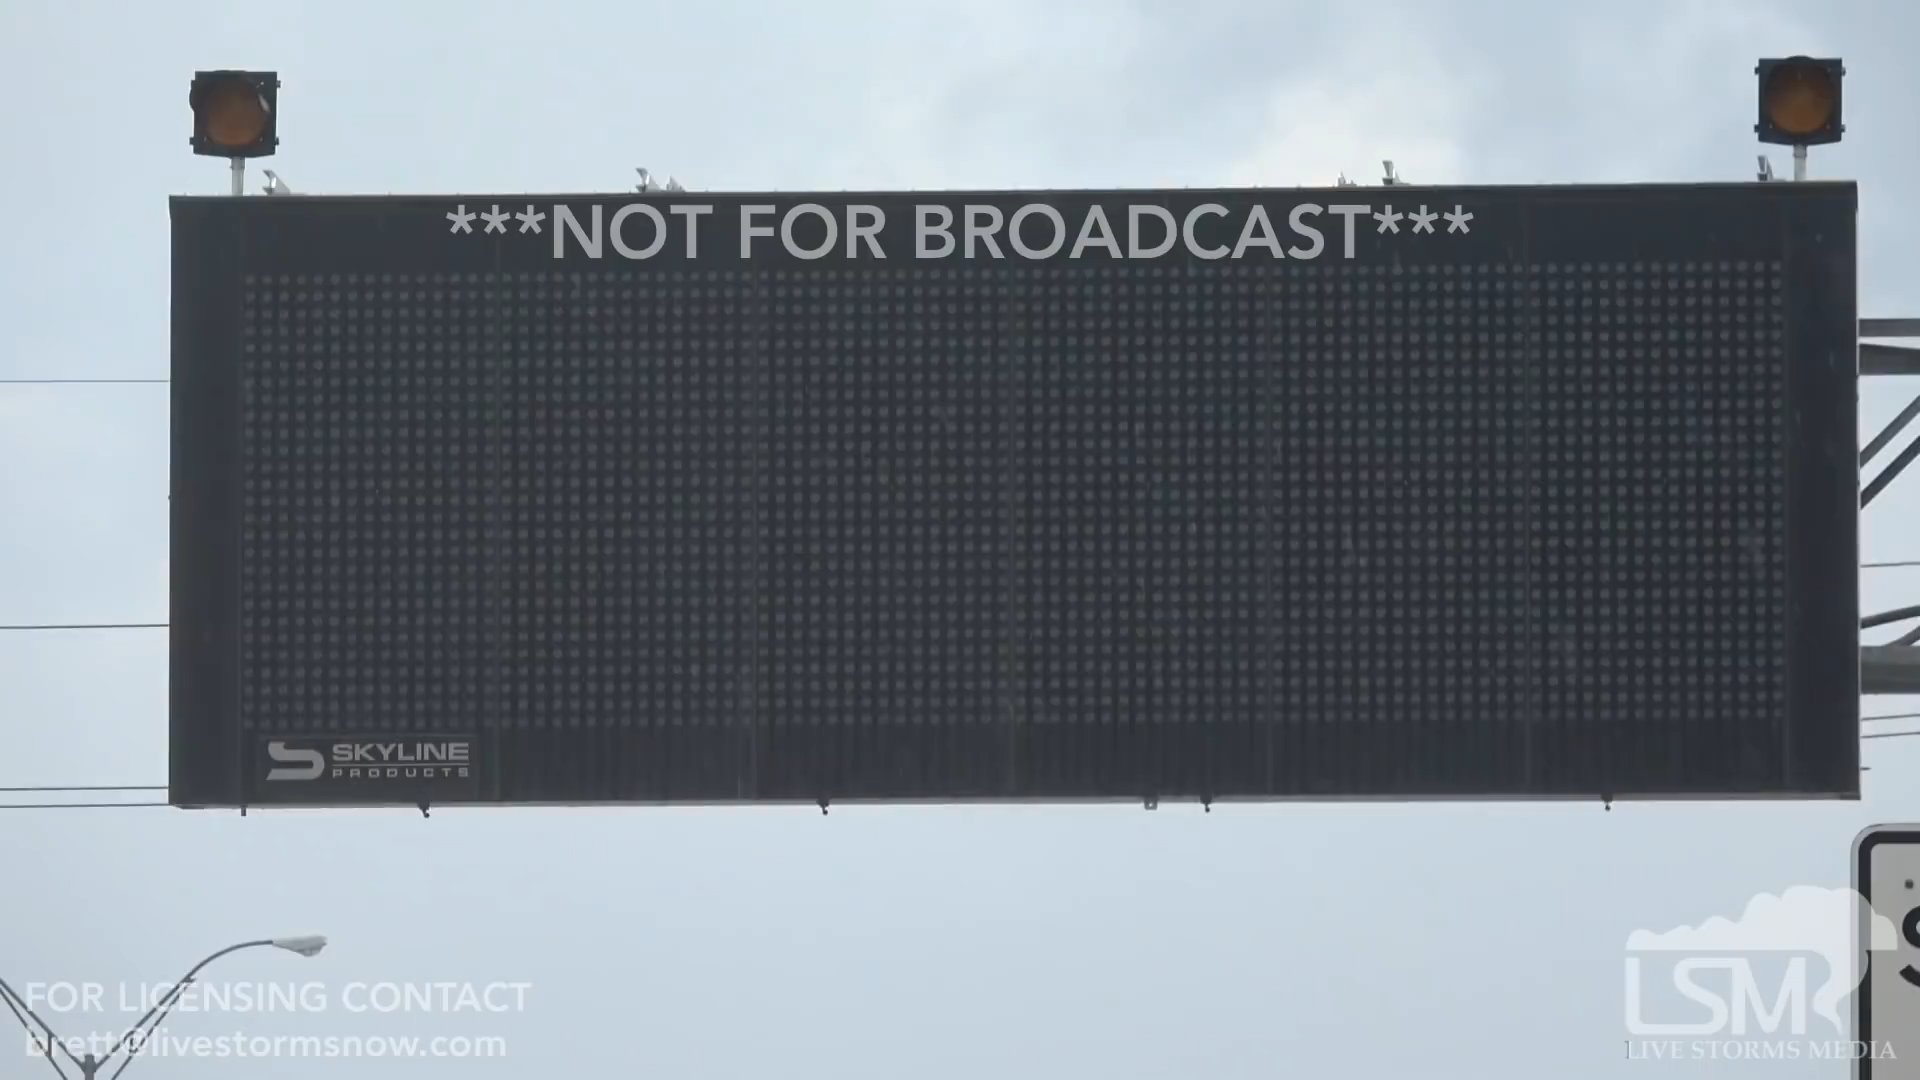 ***NOT FOR BROADCAST***
SKYLINE
PRODUCTS
FOR LICENSING CONTACT
brett@livestormsnow.com
LSM
LIVE STORMS MEDIA